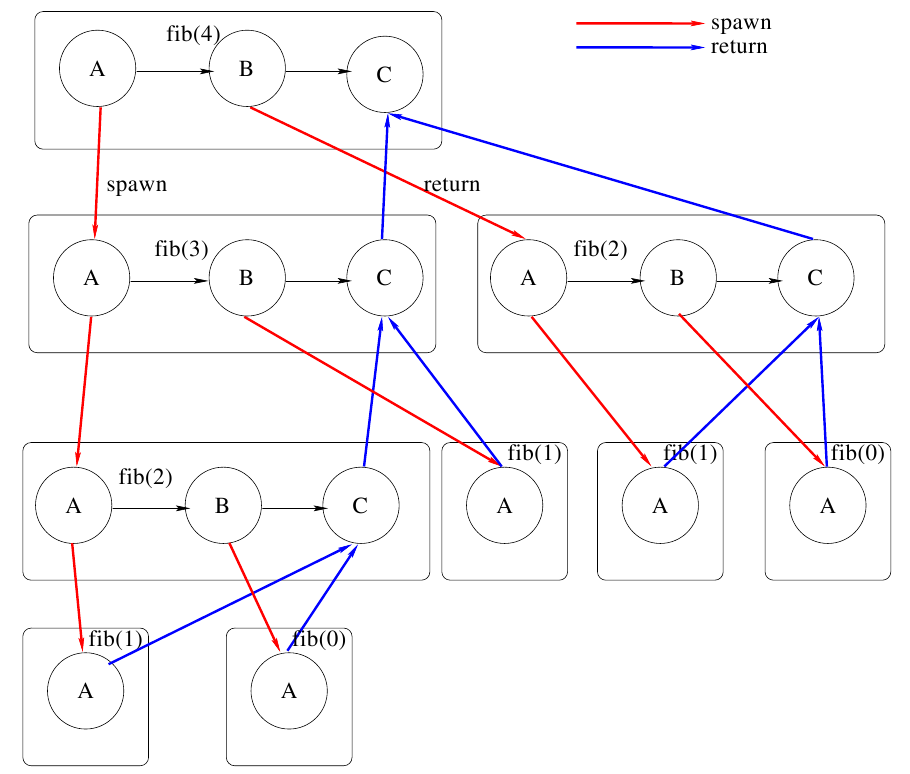 spawn
return
fib(4)
A
B
C
spawn
return
fib(3)
A
B
C
fib(2)
A
B
C
fib(2)
A
B
C
fib(1)
A
fib(1)
A
fib(0)
A
fib(1)
A
fib(0)
A